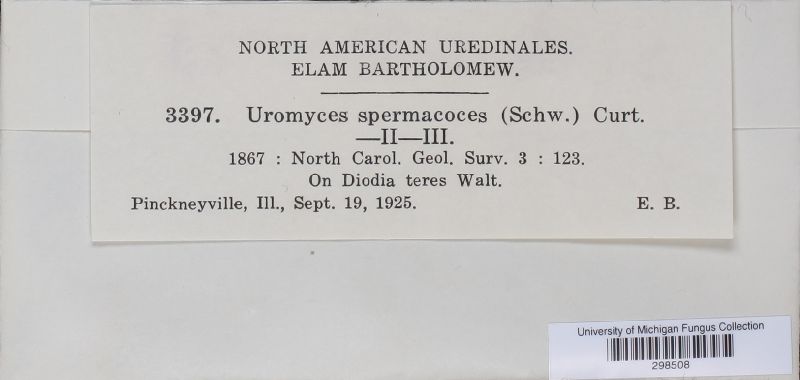 NORTH AMERICAN UREDINALES.
ELAM BARTHOLOMEW.
3397. Uromyces spermacoces (Schw.) Curt.
—II—III.
1867 : North Carol. Geol. Surv. 3 : 123.
On Diodia teres Walt.
Pinckneyville, Ill., Sept. 19, 1925. E. B.
University of Michigan Fungus Collection
298508